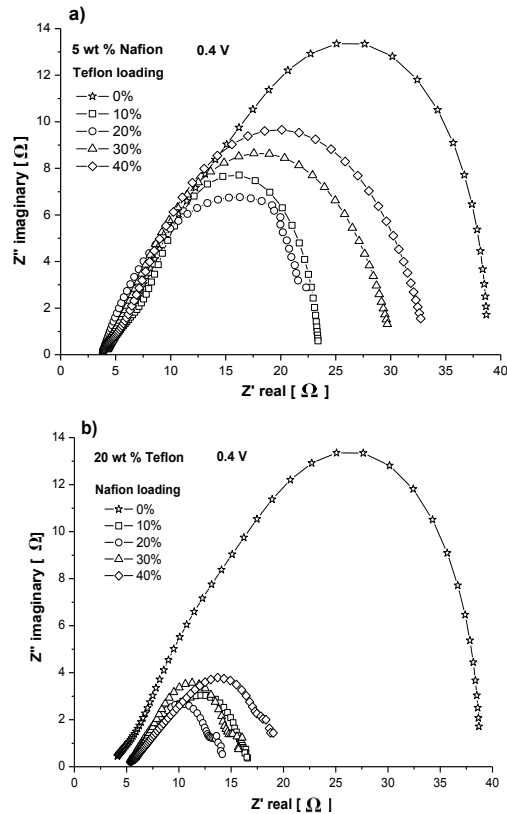 a)
5 wt % Nafion 0.4 V
Teflon loading
0%
10%
20%
30%
40%
Z'' imaginary [ Ω ]
0
2
4
6
8
10
12
14
0 5 10 15 20 25 30 35 40
Z' real [ Ω ]
b)
20 wt % Teflon 0.4 V
Nafion loading
0%
10%
20%
30%
40%
Z'' imaginary [ Ω ]
0
2
4
6
8
10
12
14
0 5 10 15 20 25 30 35 40
Z' real [ Ω ]